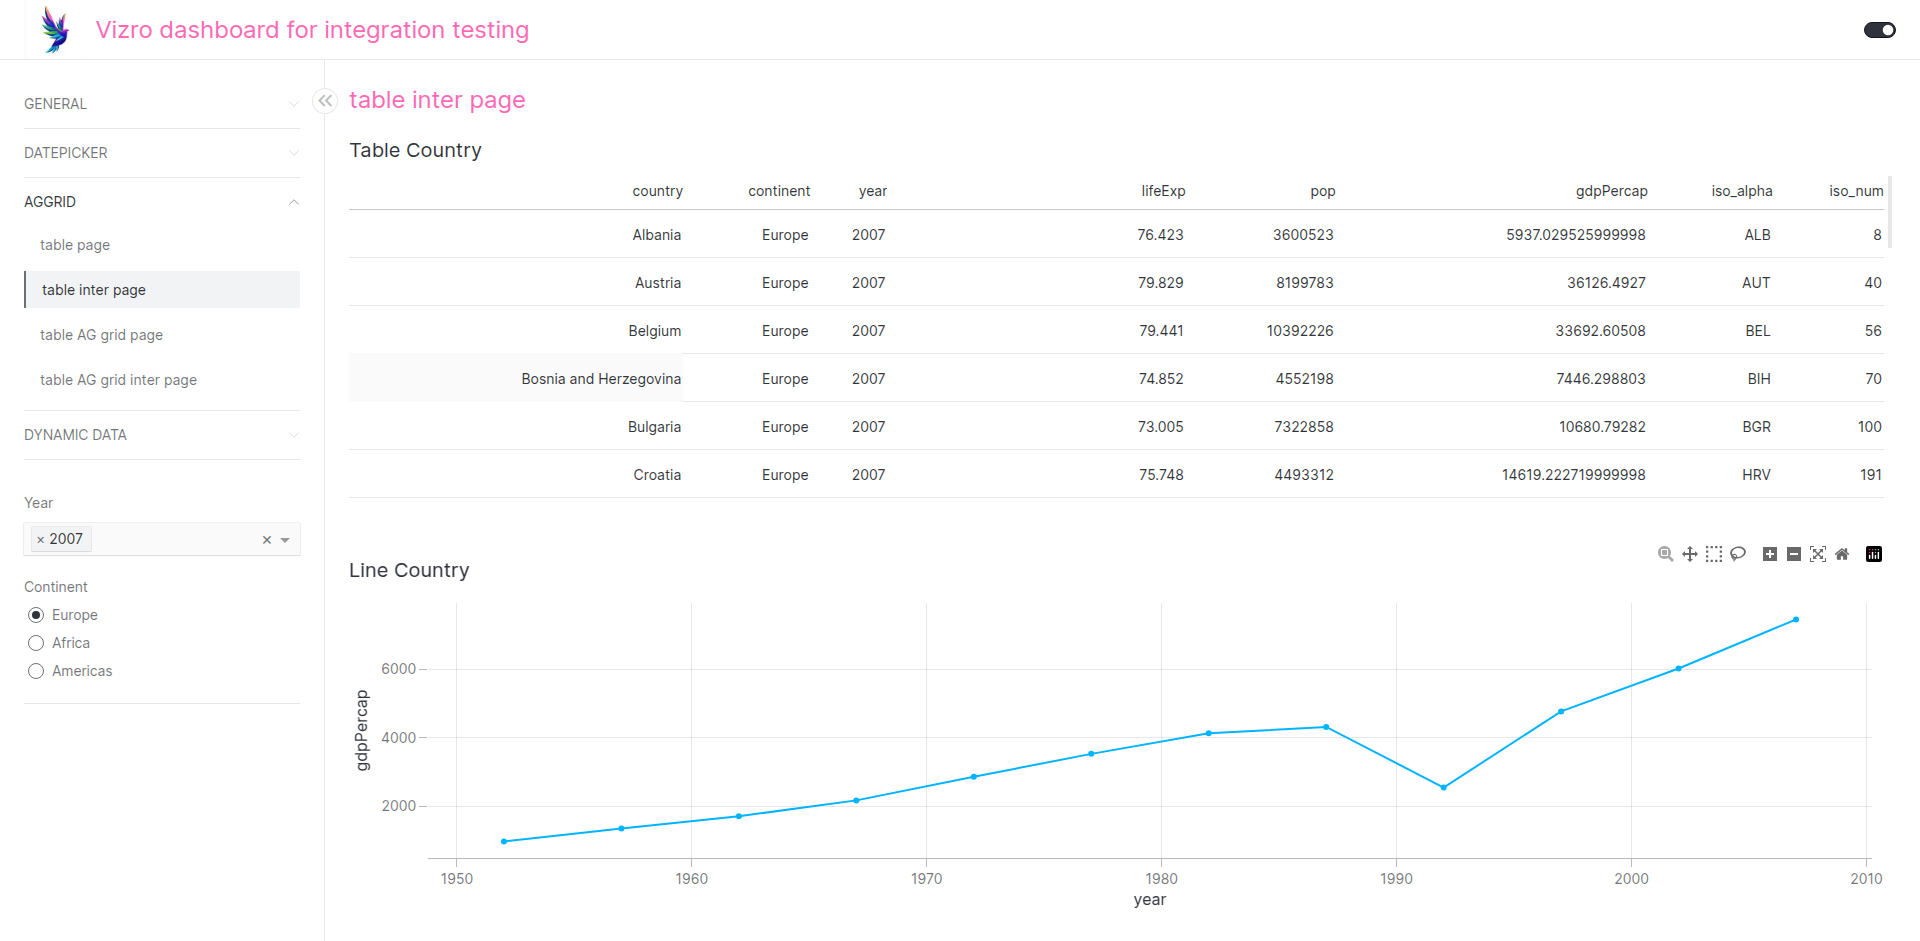 Vizro dashboard for integration testing
GENERAL
DATEPICKER
AGGRID
table page
table inter page
table AG grid page
table AG grid inter page
DYNAMIC DATA
Year
× 2007
Continent
Europe
Africa
Americas
table inter page
Table Country
country continent year lifeExp pop gdpPercap iso_alpha iso_num
Albania Europe 2007 76.423 3600523 5937.029525999998 ALB 8
Austria Europe 2007 79.829 8199783 36126.4927 AUT 40
Belgium Europe 2007 79.441 10392226 33692.60508 BEL 56
Bosnia and Herzegovina Europe 2007 74.852 4552198 7446.298803 BIH 70
Bulgaria Europe 2007 73.005 7322858 10680.79282 BGR 100
Croatia Europe 2007 75.748 4493312 14619.222719999998 HRV 191
Line Country
6000
4000
2000
gdpPercap
1950 1960 1970 1980 1990 2000 2010
year